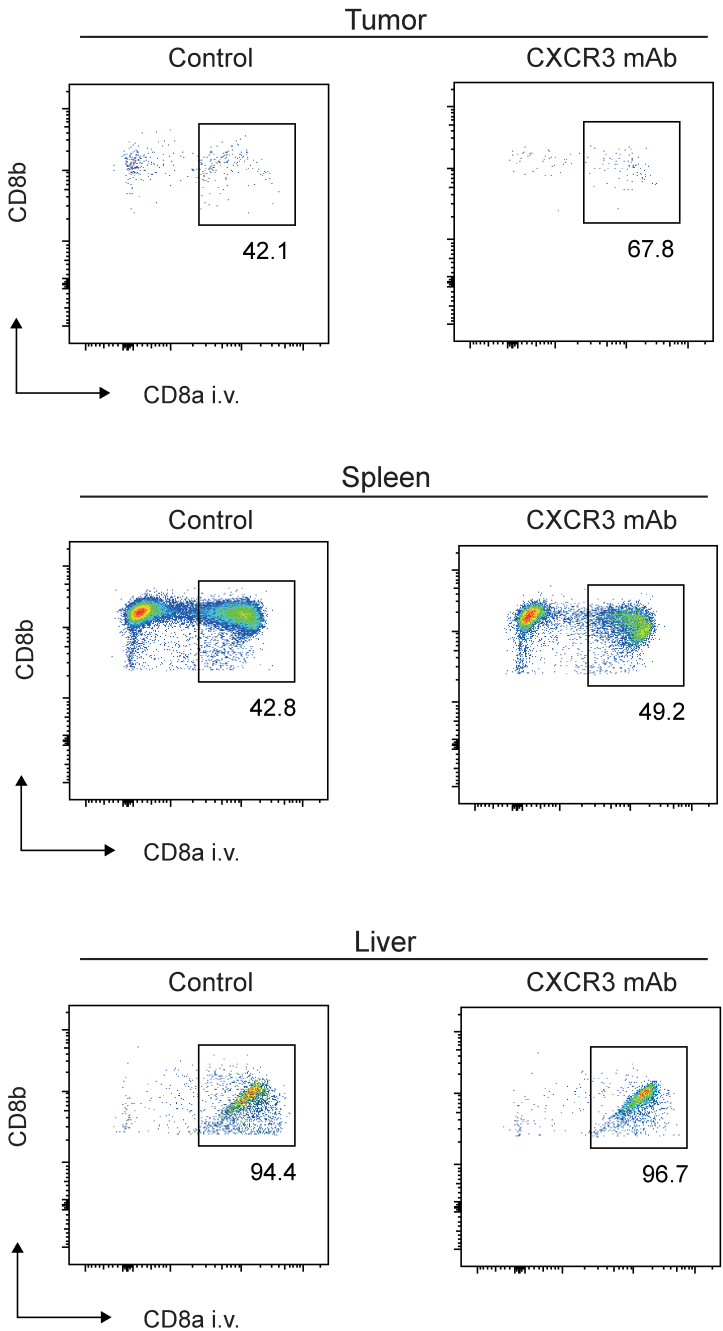 Tumor
Control CXCR3 mAb
CD8b
42.1 67.8
CD8a i.v.
Spleen
Control CXCR3 mAb
CD8b
42.8 49.2
CD8a i.v.
Liver
Control CXCR3 mAb
CD8b
94.4 96.7
CD8a i.v.